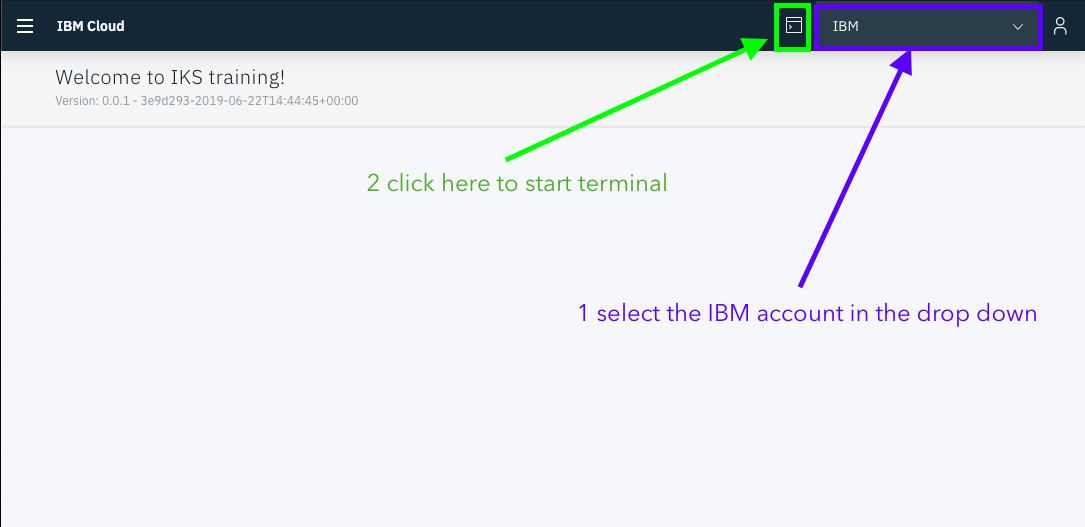 IBM Cloud
IBM
Welcome to IKS training!
Version: 0.0.1 - 3e9d293-2019-06-22T14:44:45+00:00
2 click here to start terminal
1 select the IBM account in the drop down